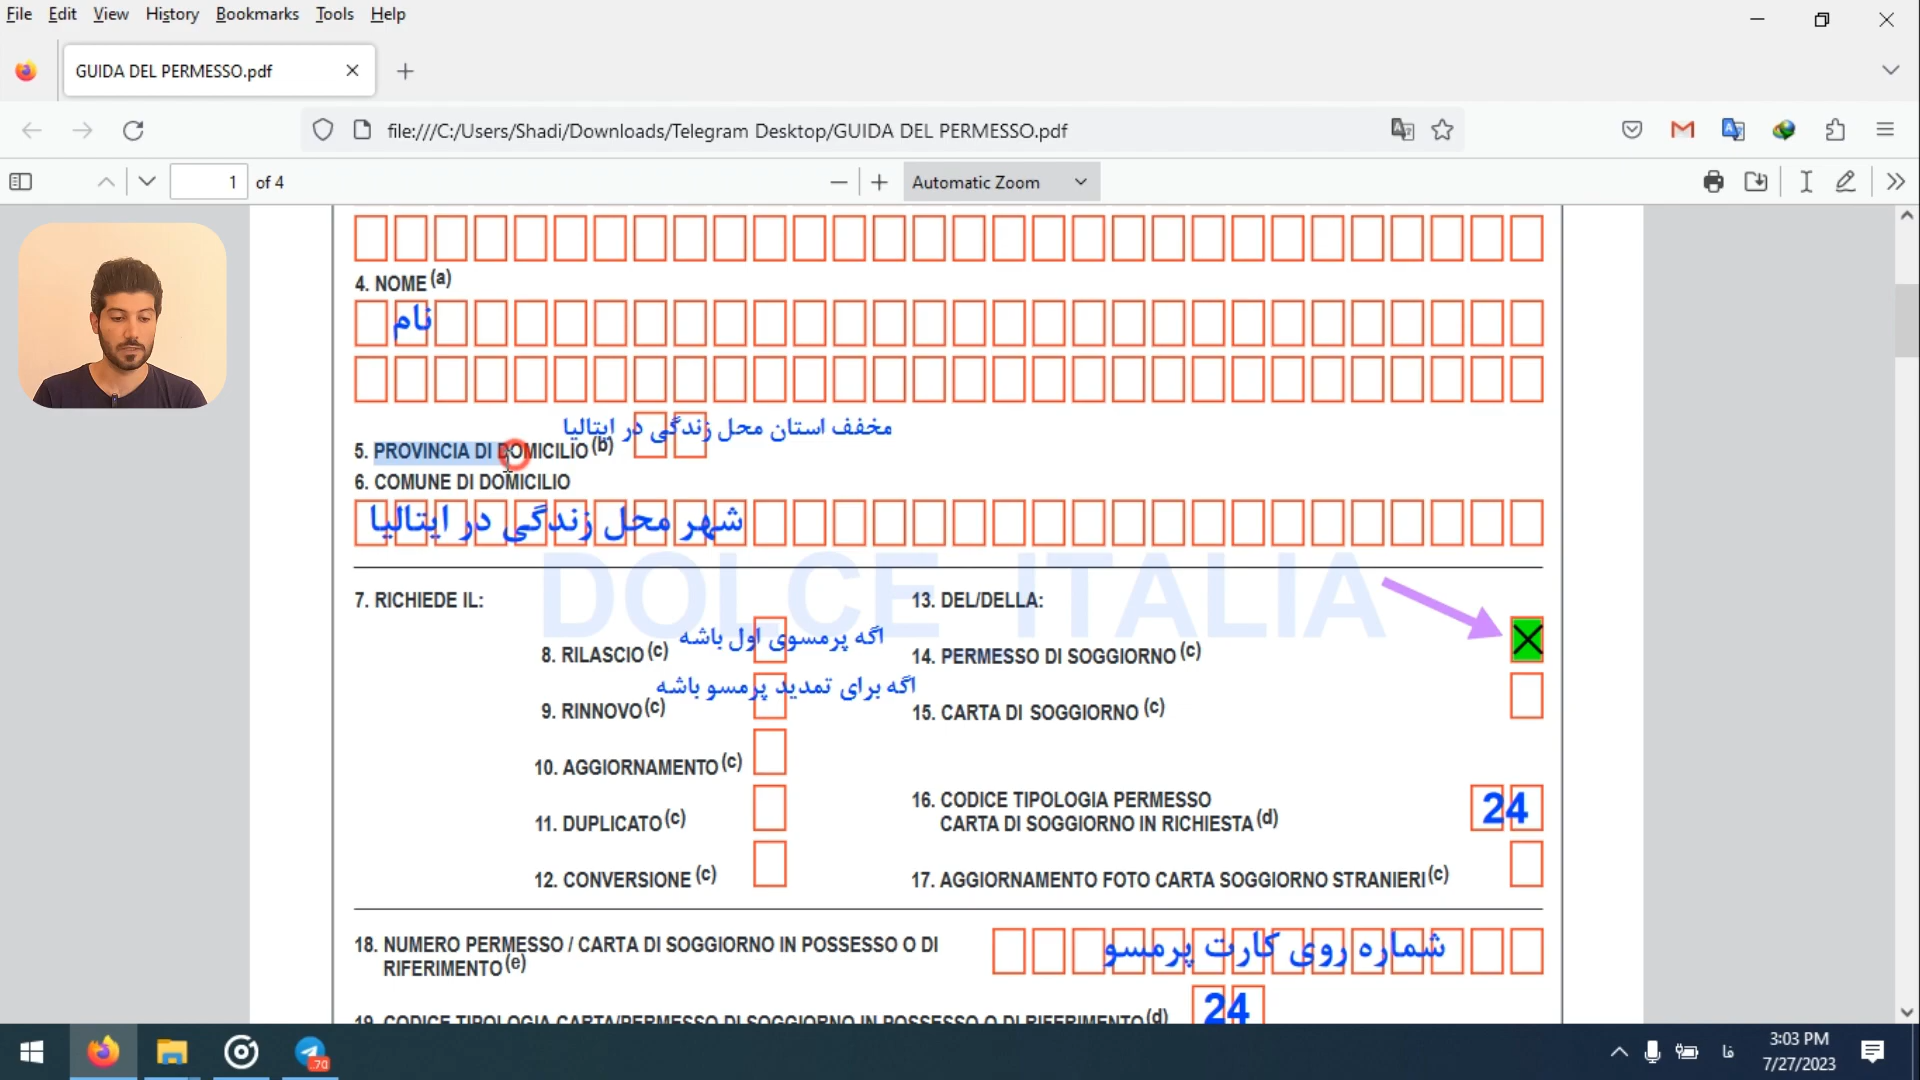 File Edit View History Bookmarks Tools Help
GUIDA DEL PERMESSO.pdf
file:///C:/Users/Shadi/Downloads/Telegram Desktop/GUIDA DEL PERMESSO.pdf
1 of 4
Automatic Zoom
4. NOME (a)
نام
مخفف استان محل زندگی در ایتالیا
5. PROVINCIA DI DOMICILIO (b)
6. COMUNE DI DOMICILIO
شهر محل زندگی در ایتالیا
DOLCE ITALIA
7. RICHIEDE IL:
13. DEL/DELLA:
اگه پرمسوی اول باشه
8. RILASCIO (c)
14. PERMESSO DI SOGGIORNO (c)
اگه برای تمدید پرمسو باشه
9. RINNOVO (c)
15. CARTA DI SOGGIORNO (c)
10. AGGIORNAMENTO (c)
16. CODICE TIPOLOGIA PERMESSO
CARTA DI SOGGIORNO IN RICHIESTA (d)
24
11. DUPLICATO (c)
12. CONVERSIONE (c)
17. AGGIORNAMENTO FOTO CARTA SOGGIORNO STRANIERI (c)
18. NUMERO PERMESSO / CARTA DI SOGGIORNO IN POSSESSO O DI
RIFERIMENTO (e)
شماره روی کارت پرمسو
19. CODICE TIPOLOGIA CARTA/PERMESSO DI SOGGIORNO IN POSSESSO O DI RIFERIMENTO (d)
24
70
فا
3:03 PM
7/27/2023